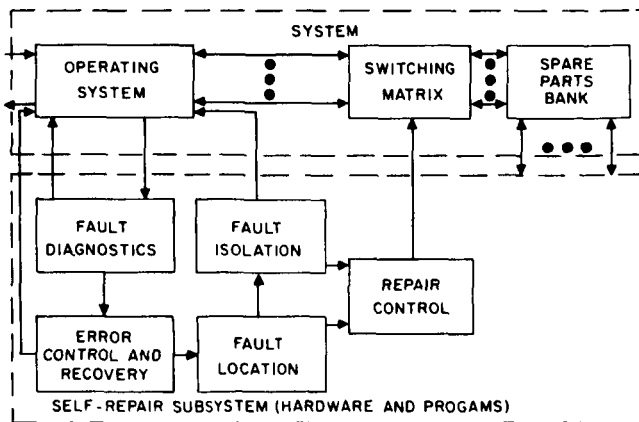 SYSTEM
OPERATING
SYSTEM
SWITCHING
MATRIX
SPARE
PARTS
BANK
FAULT
DIAGNOSTICS
FAULT
ISOLATION
REPAIR
CONTROL
ERROR
CONTROL AND
RECOVERY
FAULT
LOCATION
SELF-REPAIR SUBSYSTEM (HARDWARE AND PROGAMS)